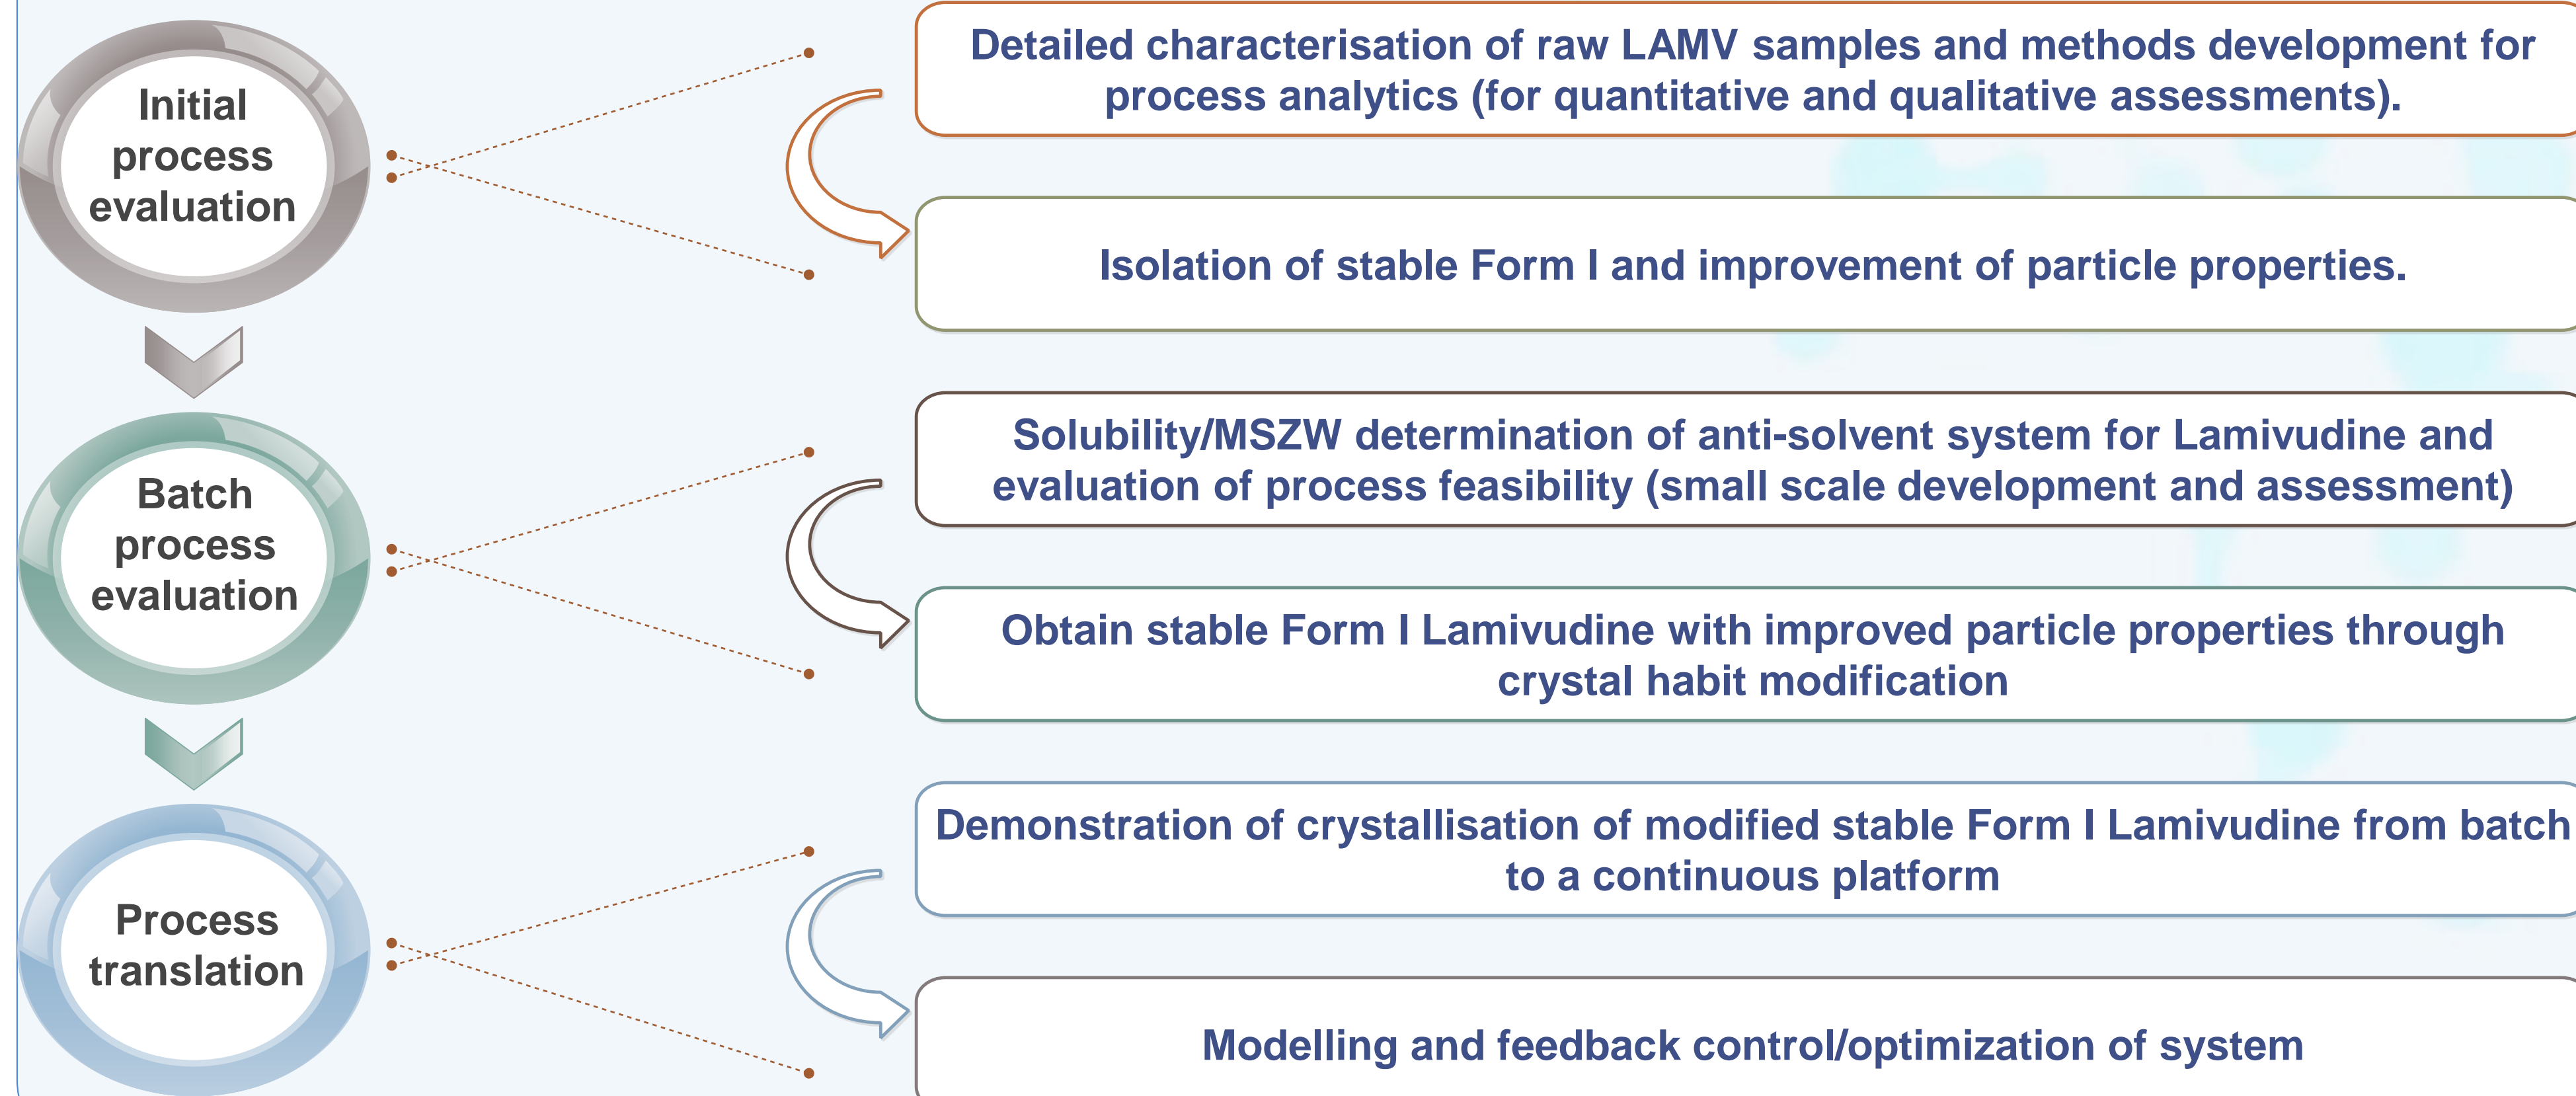 Initial
process
evaluation
Detailed characterisation of raw LAMV samples and methods development for
process analytics (for quantitative and qualitative assessments).
Isolation of stable Form I and improvement of particle properties.
Batch
process
evaluation
Solubility/MSZW determination of anti-solvent system for Lamivudine and
evaluation of process feasibility (small scale development and assessment)
Obtain stable Form I Lamivudine with improved particle properties through
crystal habit modification
Process
translation
Demonstration of crystallisation of modified stable Form I Lamivudine from batch
to a continuous platform
Modelling and feedback control/optimization of system